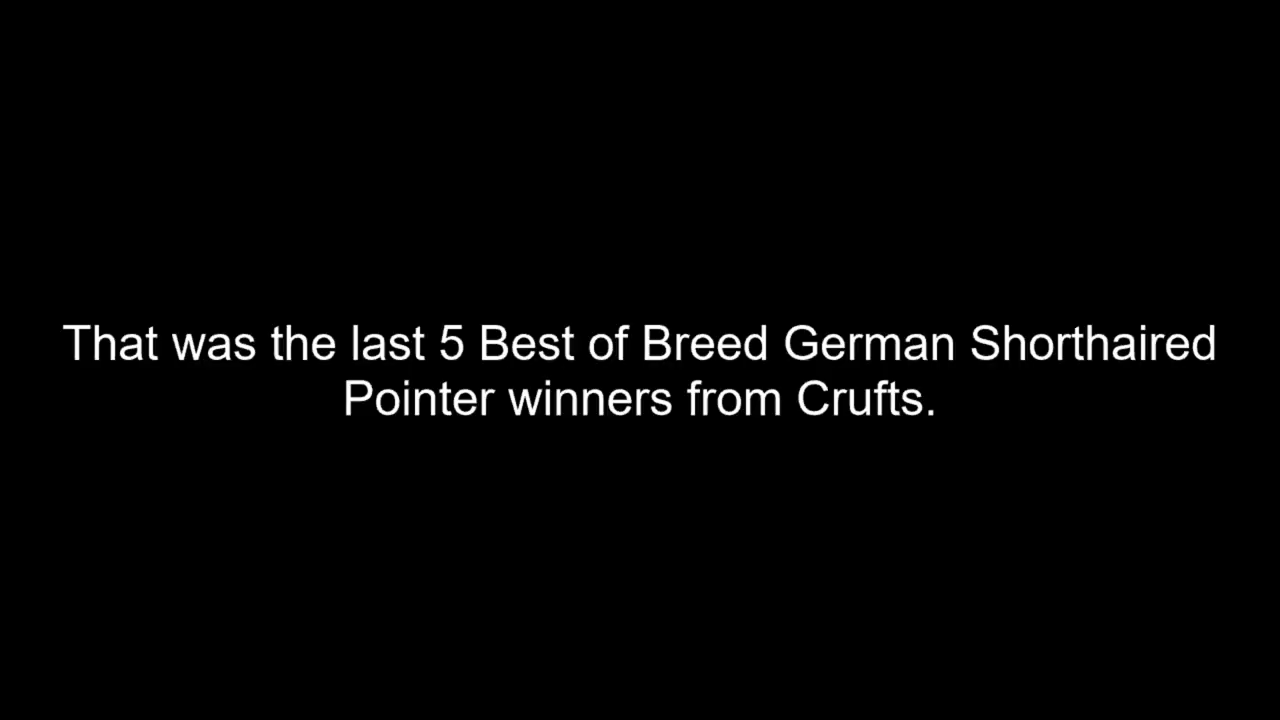 That was the last 5 Best of Breed German Shorthaired
Pointer winners from Crufts.